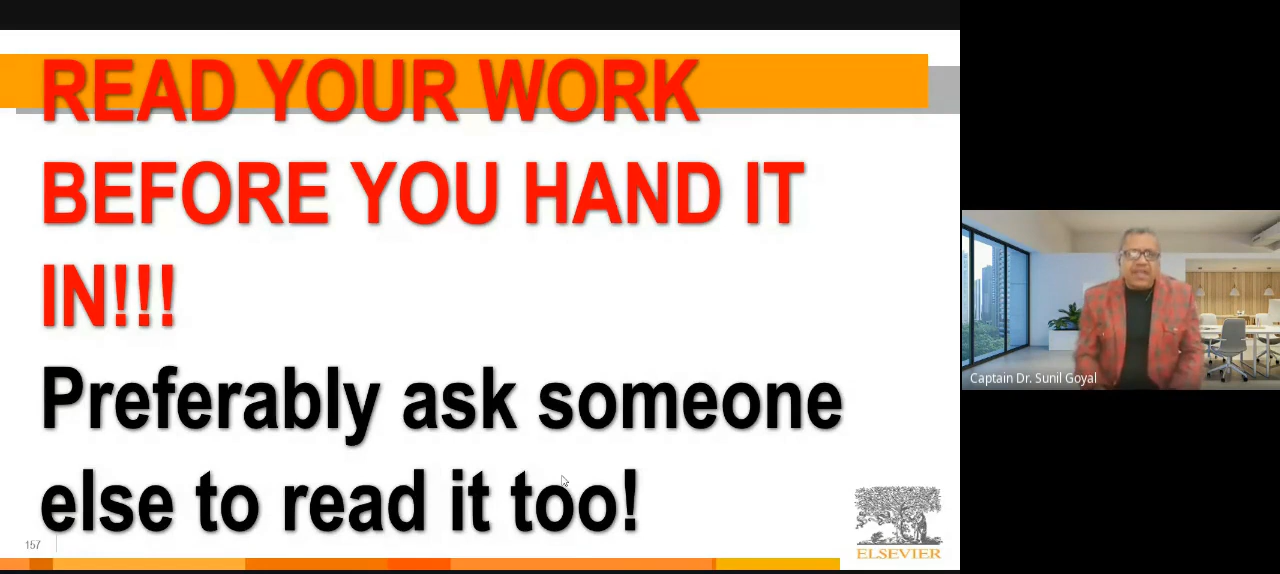 READ YOUR WORK
BEFORE YOU HAND IT
IN!!!
Preferably ask someone
else to read it too!
157
ELSEVIER
Captain Dr. Sunil Goyal